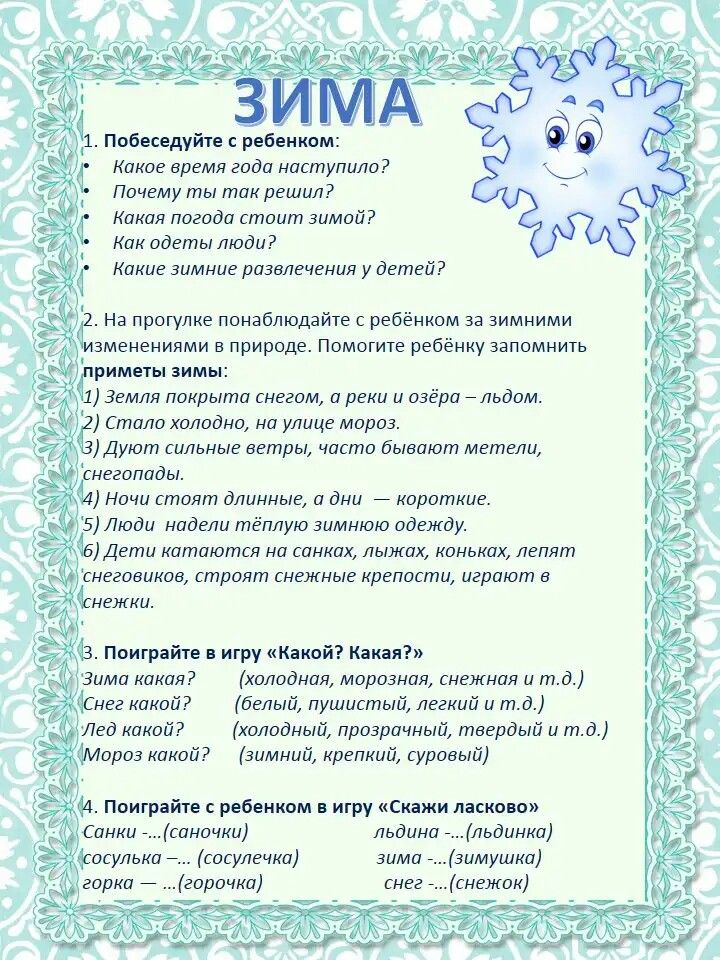 ЗИМА
1. Побеседуйте с ребенком:
• Какое время года наступило?
• Почему ты так решил?
• Какая погода стоит зимой?
• Как одеты люди?
• Какие зимние развлечения у детей?
2. На прогулке понаблюдайте с ребёнком за зимними
изменениями в природе. Помогите ребёнку запомнить
приметы зимы:
1) Земля покрыта снегом, а реки и озёра – льдом.
2) Стало холодно, на улице мороз.
3) Дуют сильные ветры, часто бывают метели,
снегопады.
4) Ночи стоят длинные, а дни — короткие.
5) Люди надели тёплую зимнюю одежду.
6) Дети катаются на санках, лыжах, коньках, лепят
снеговиков, строят снежные крепости, играют в
снежки.
3. Поиграйте в игру «Какой? Какая?»
Зима какая? (холодная, морозная, снежная и т.д.)
Снег какой? (белый, пушистый, легкий и т.д.)
Лед какой? (холодный, прозрачный, твердый и т.д.)
Мороз какой? (зимний, крепкий, суровый)
4. Поиграйте с ребенком в игру «Скажи ласково»
Санки -...(саночки) льдина -...(льдинка)
сосулька –... (сосулечка) зима -...(зимушка)
горка — ...(горочка) снег -...(снежок)